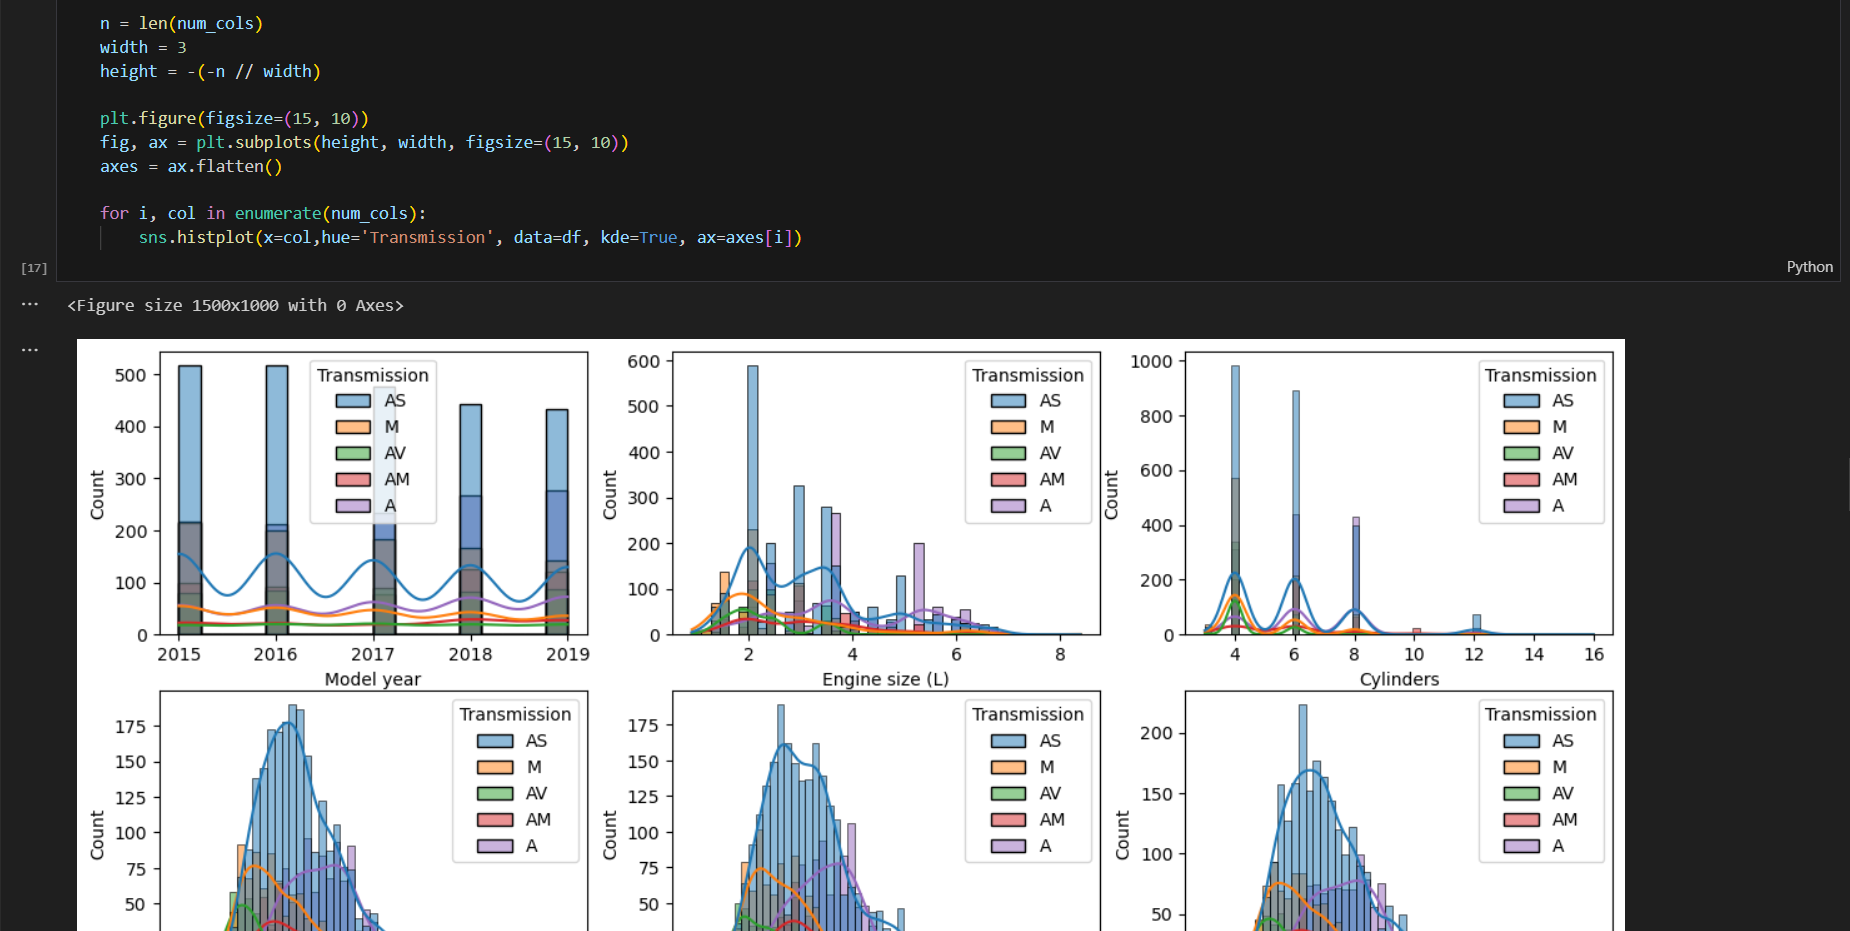 n = len(num_cols)
width = 3
height = -(-n // width)
plt.figure(figsize=(15, 10))
fig, ax = plt.subplots(height, width, figsize=(15, 10))
axes = ax.flatten()
for i, col in enumerate(num_cols):
sns.histplot(x=col,hue='Transmission', data=df, kde=True, ax=axes[i])
[17]
Python
...
<Figure size 1500x1000 with 0 Axes>
...
500
400
300
200
100
0
Count
Transmission
AS
M
AV
AM
A
2015 2016 2017 2018 2019
Model year
600
500
400
300
200
100
0
Count
Transmission
AS
M
AV
AM
A
2 4 6 8
Engine size (L)
1000
800
600
400
200
0
Count
Transmission
AS
M
AV
AM
A
4 6 8 10 12 14 16
Cylinders
175
150
125
100
75
50
Count
Transmission
AS
M
AV
AM
A
175
150
125
100
75
50
Count
Transmission
AS
M
AV
AM
A
200
150
100
50
Count
Transmission
AS
M
AV
AM
A